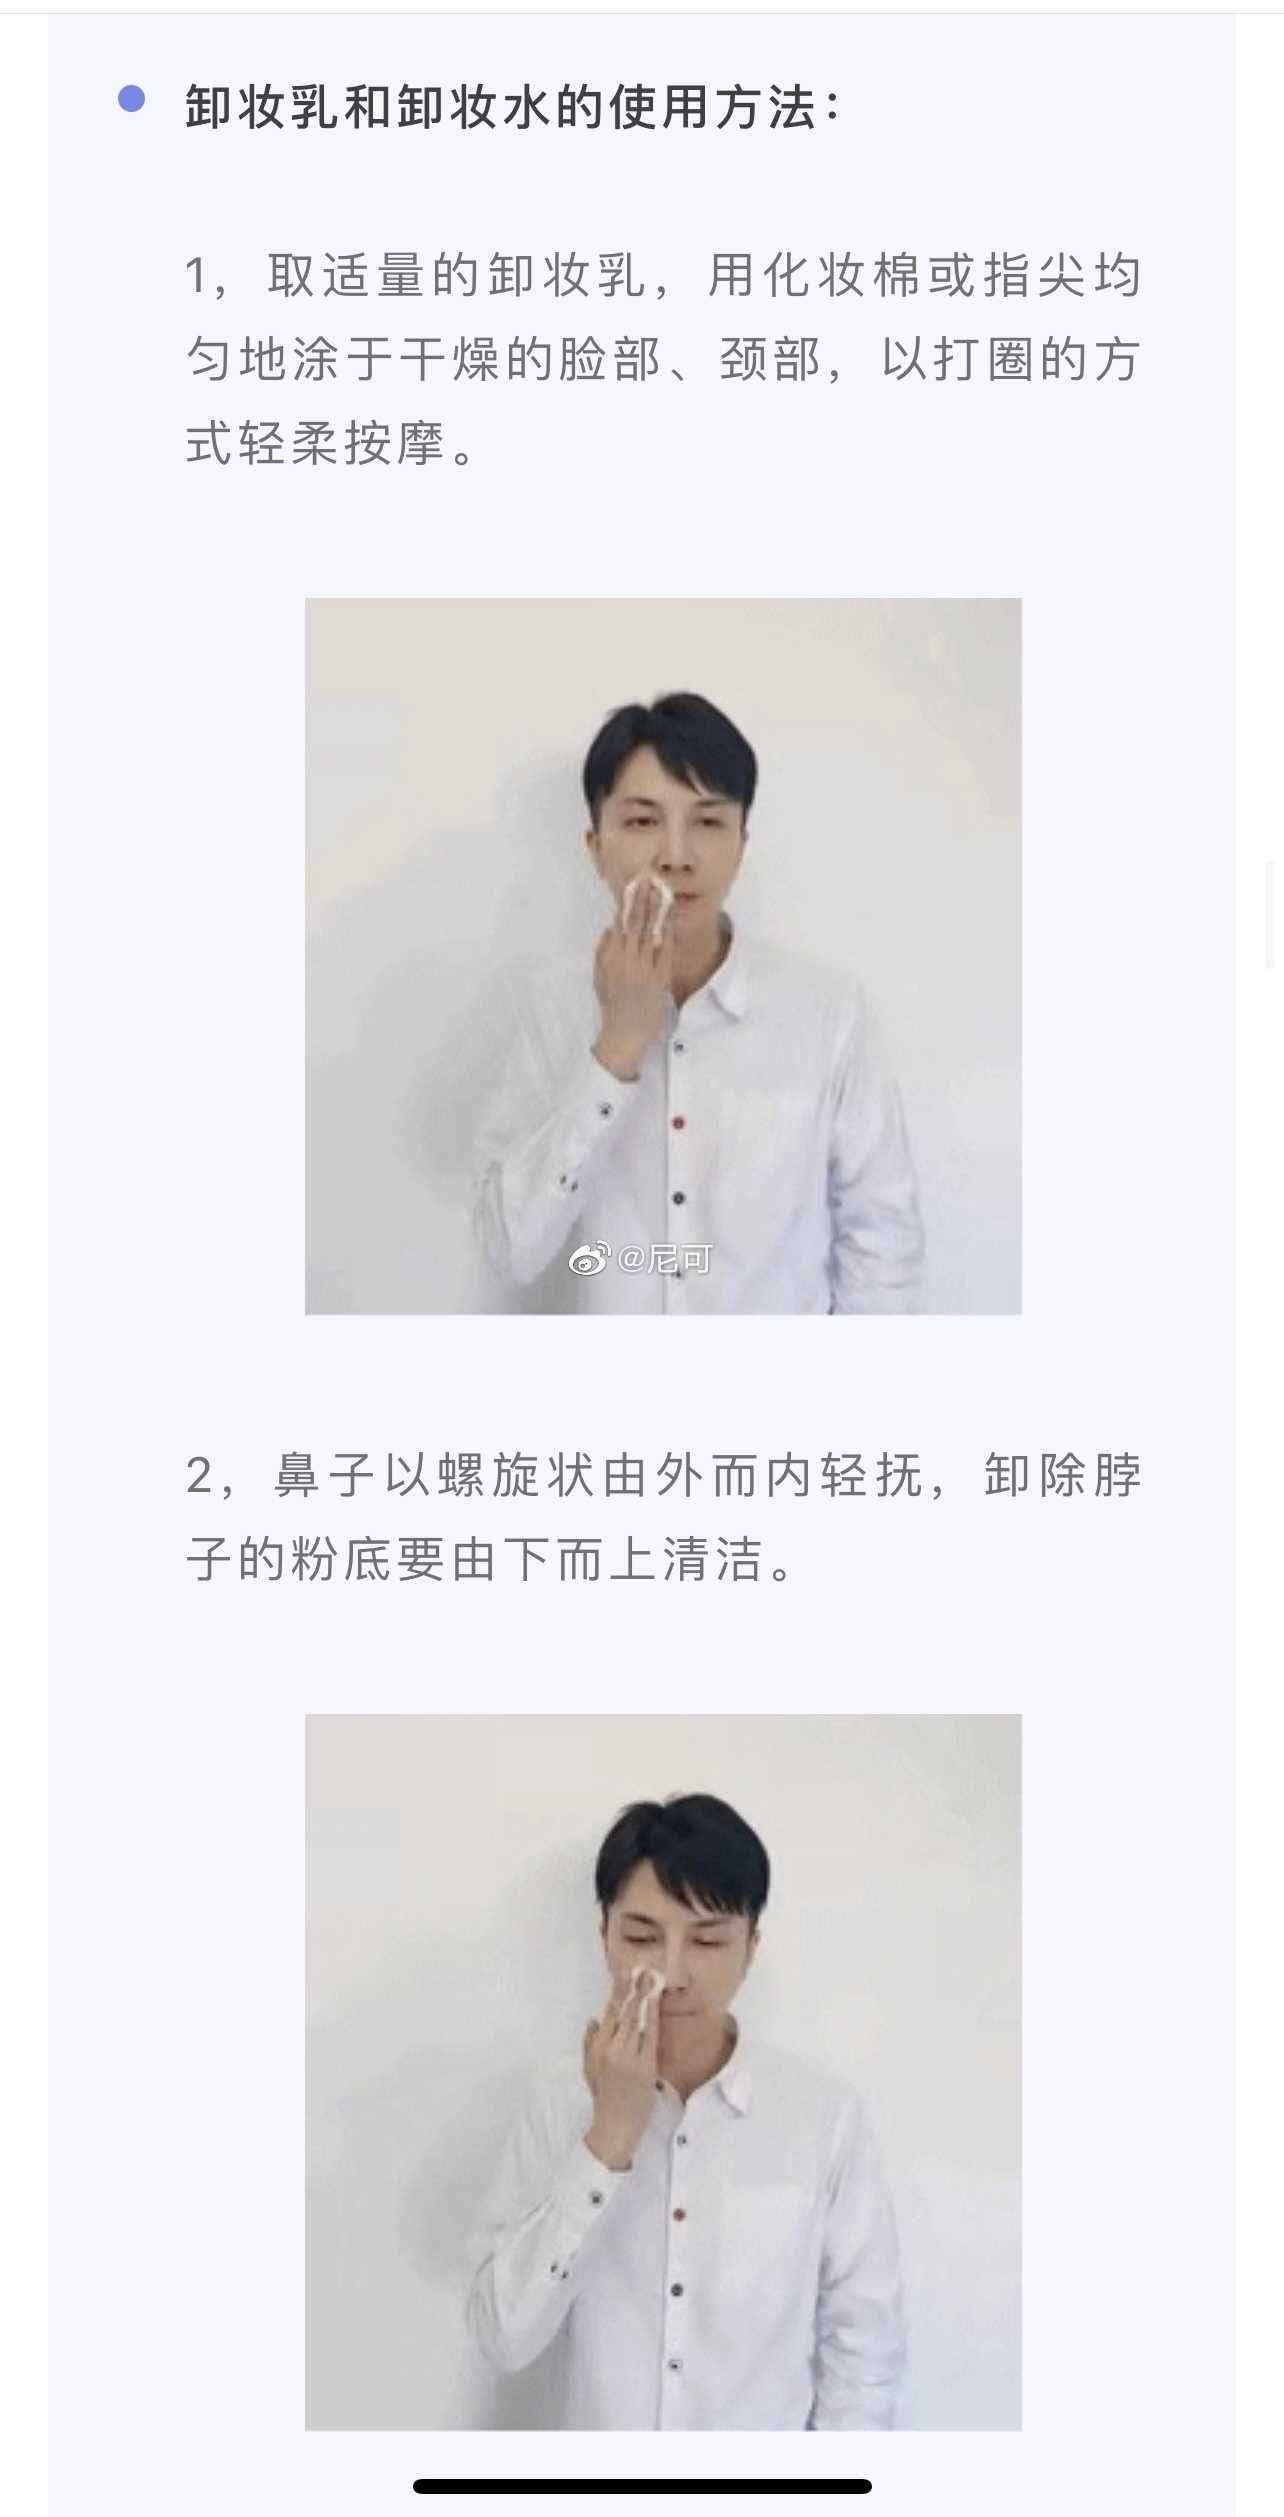 卸妆乳和卸妆水的使用方法：
1，取适量的卸妆乳，用化妆棉或指尖均
匀地涂于干燥的脸部、颈部，以打圈的方
式轻柔按摩。
@尼可
2，鼻子以螺旋状由外而内轻抚，卸除脖
子的粉底要由下而上清洁。